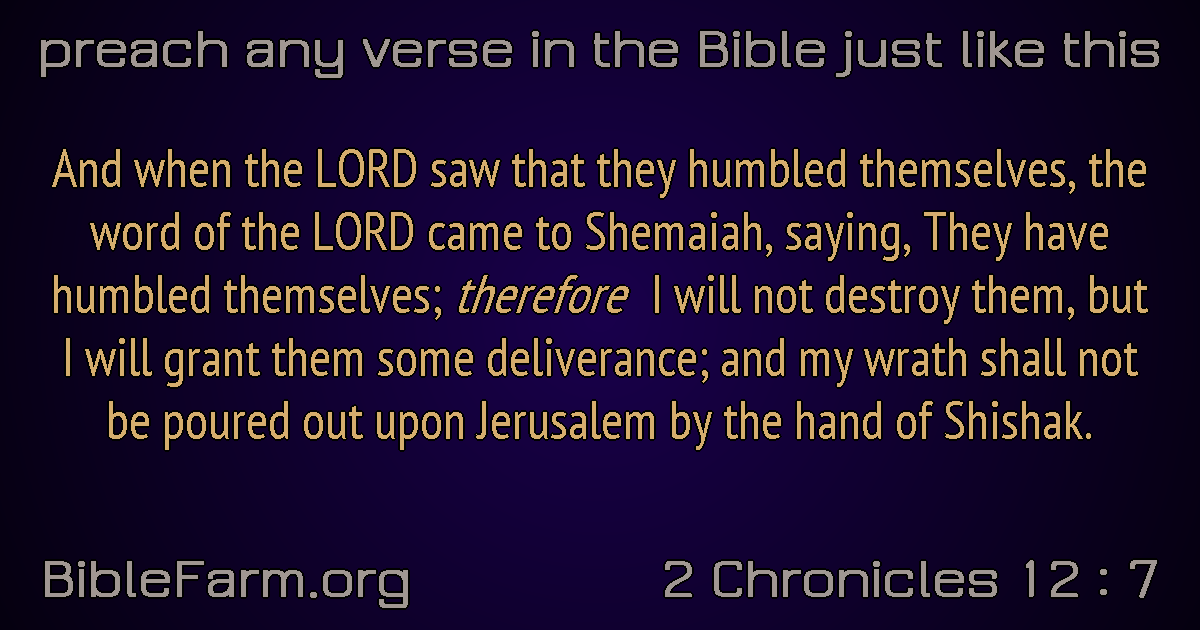 preach any verse in the Bible just like this
And when the LORD saw that they humbled themselves, the
word of the LORD came to Shemaiah, saying, They have
humbled themselves; therefore I will not destroy them, but
I will grant them some deliverance; and my wrath shall not
be poured out upon Jerusalem by the hand of Shishak.
BibleFarm.org
2 Chronicles 12 : 7